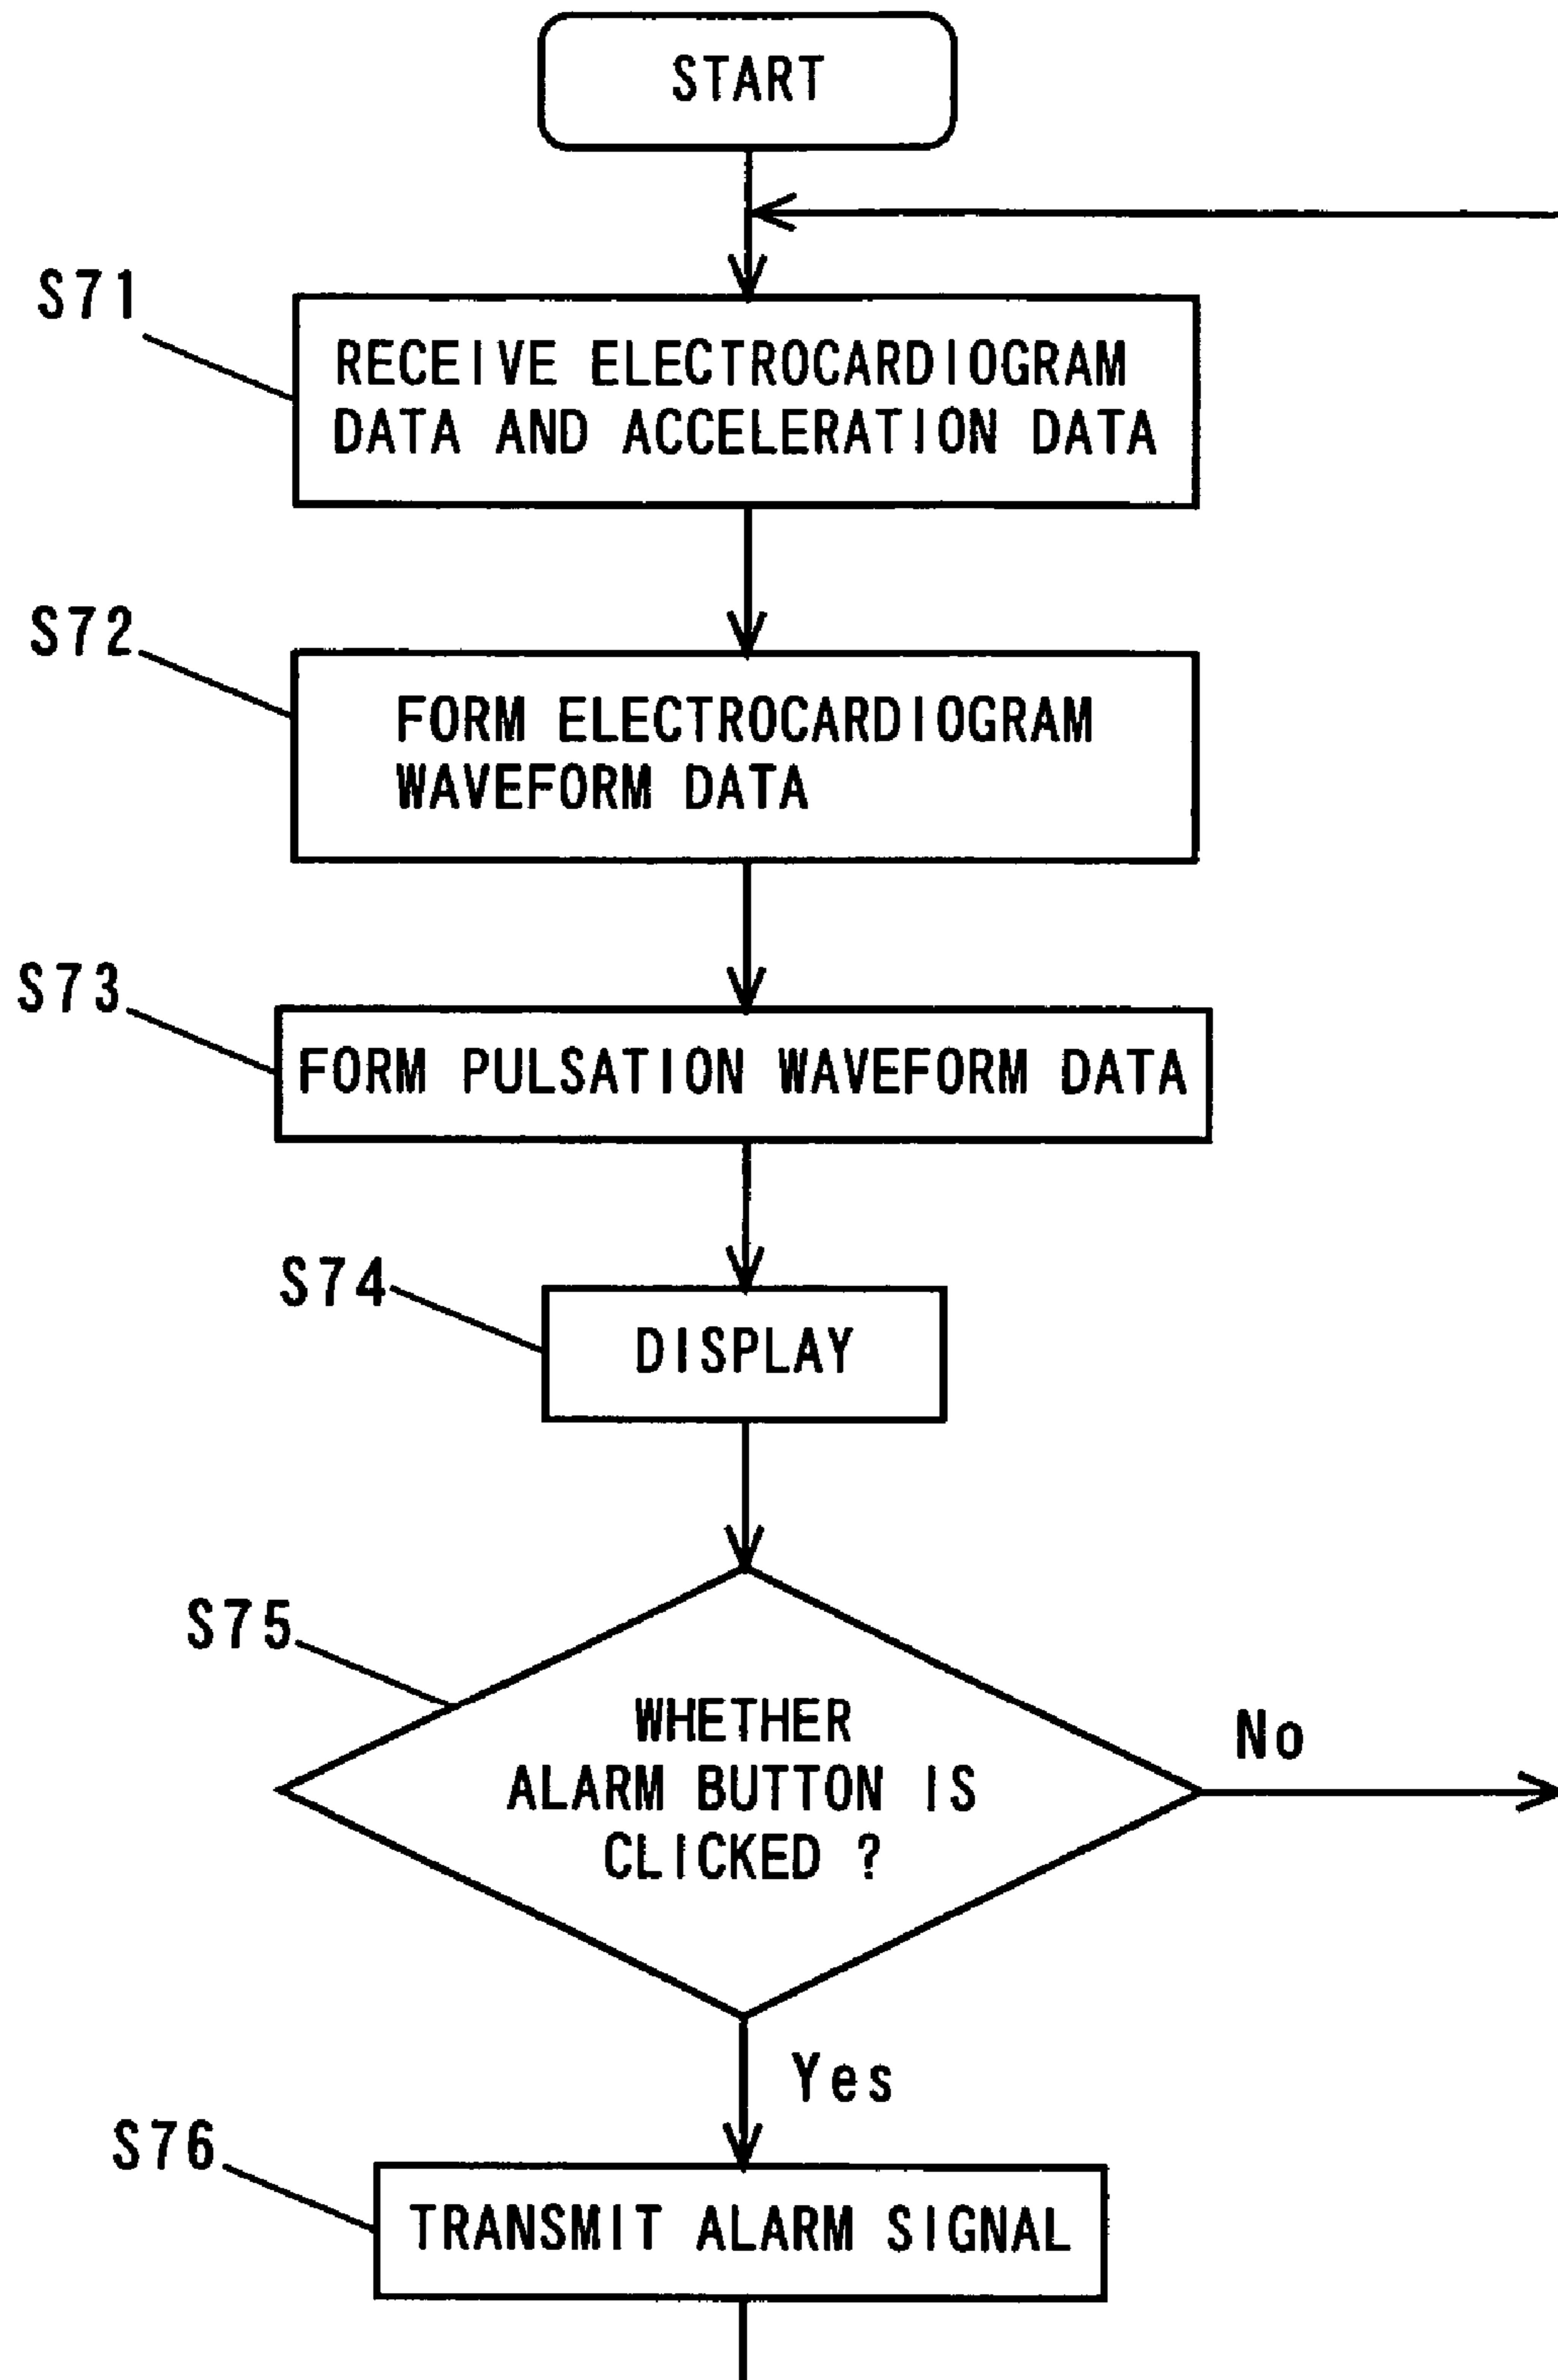 START
S71
RECEIVE ELECTROCARDIOGRAM
DATA AND ACCELERATION DATA
S72
FORM ELECTROCARDIOGRAM
WAVEFORM DATA
S73
FORM PULSATION WAVEFORM DATA
S74
DISPLAY
S75
WHETHER
ALARM BUTTON IS
CLICKED ?
No
Yes
S76
TRANSMIT ALARM SIGNAL